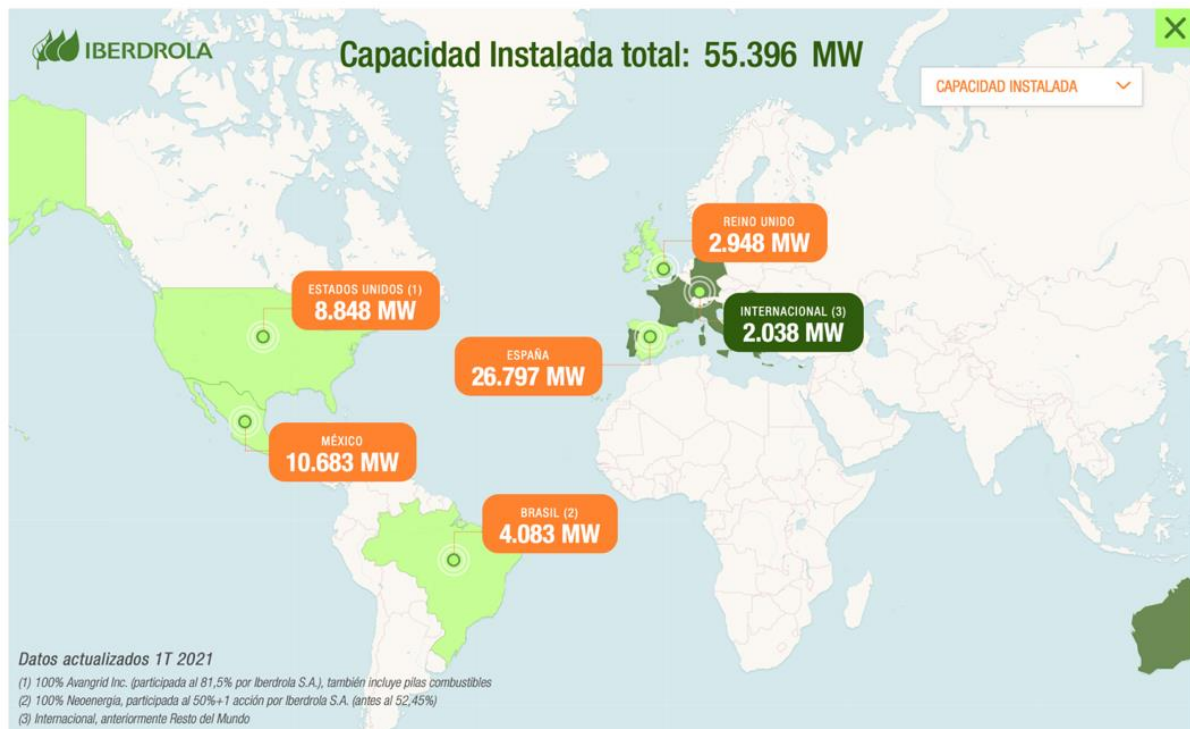 IBERDROLA
Capacidad Instalada total: 55.396 MW
CAPACIDAD INSTALADA
REINO UNIDO
2.948 MW
ESTADOS UNIDOS (1)
8.848 MW
INTERNACIONAL (3)
2.038 MW
ESPAÑA
26.797 MW
MÉXICO
10.683 MW
BRASIL (2)
4.083 MW
Datos actualizados 1T 2021
(1) 100% Avangrid Inc. (participada al 81,5% por Iberdrola S.A.), también incluye pilas combustibles
(2) 100% Neoenergía, participada al 50%+1 acción por Iberdrola S.A. (antes al 52,45%)
(3) Internacional, anteriormente Resto del Mundo